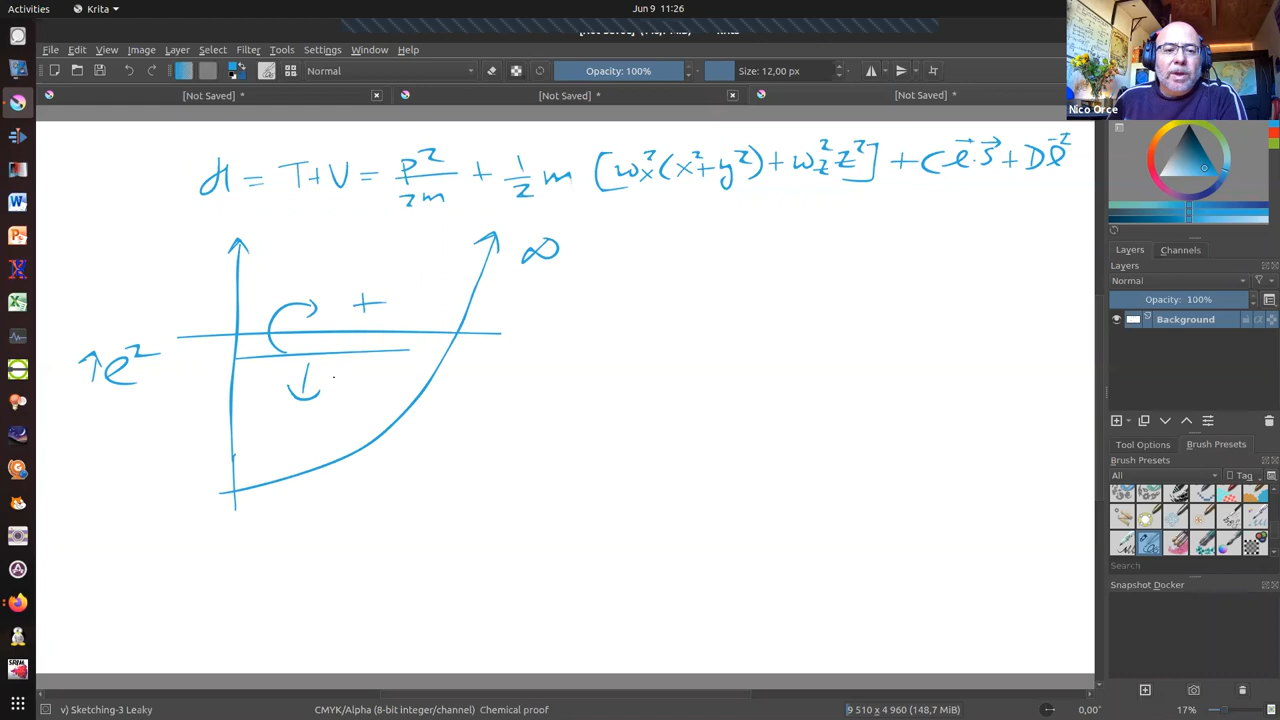 Activities
Krita
Jun 9 11:26
File Edit View Image Layer Select Filter Tools Settings Window Help
Normal
Opacity: 100%
Size: 12,00 px
[Not Saved] *
[Not Saved] *
[Not Saved] *
Nico Orce
H = T+V = p²/2m + 1/2 m [ωx²(x²+y²)+ωz²z²] + C l⃗·s⃗ + D l⃗²
∞
+
↑ℓ²
Layers Channels
Layers
Normal
Opacity: 100%
Background
Tool Options Brush Presets
Brush Presets
All
Tag
Search
Snapshot Docker
v) Sketching-3 Leaky
CMYK/Alpha (8-bit integer/channel) Chemical proof
9 510 x 4 960 (148,7 MiB)
0,00°
17%